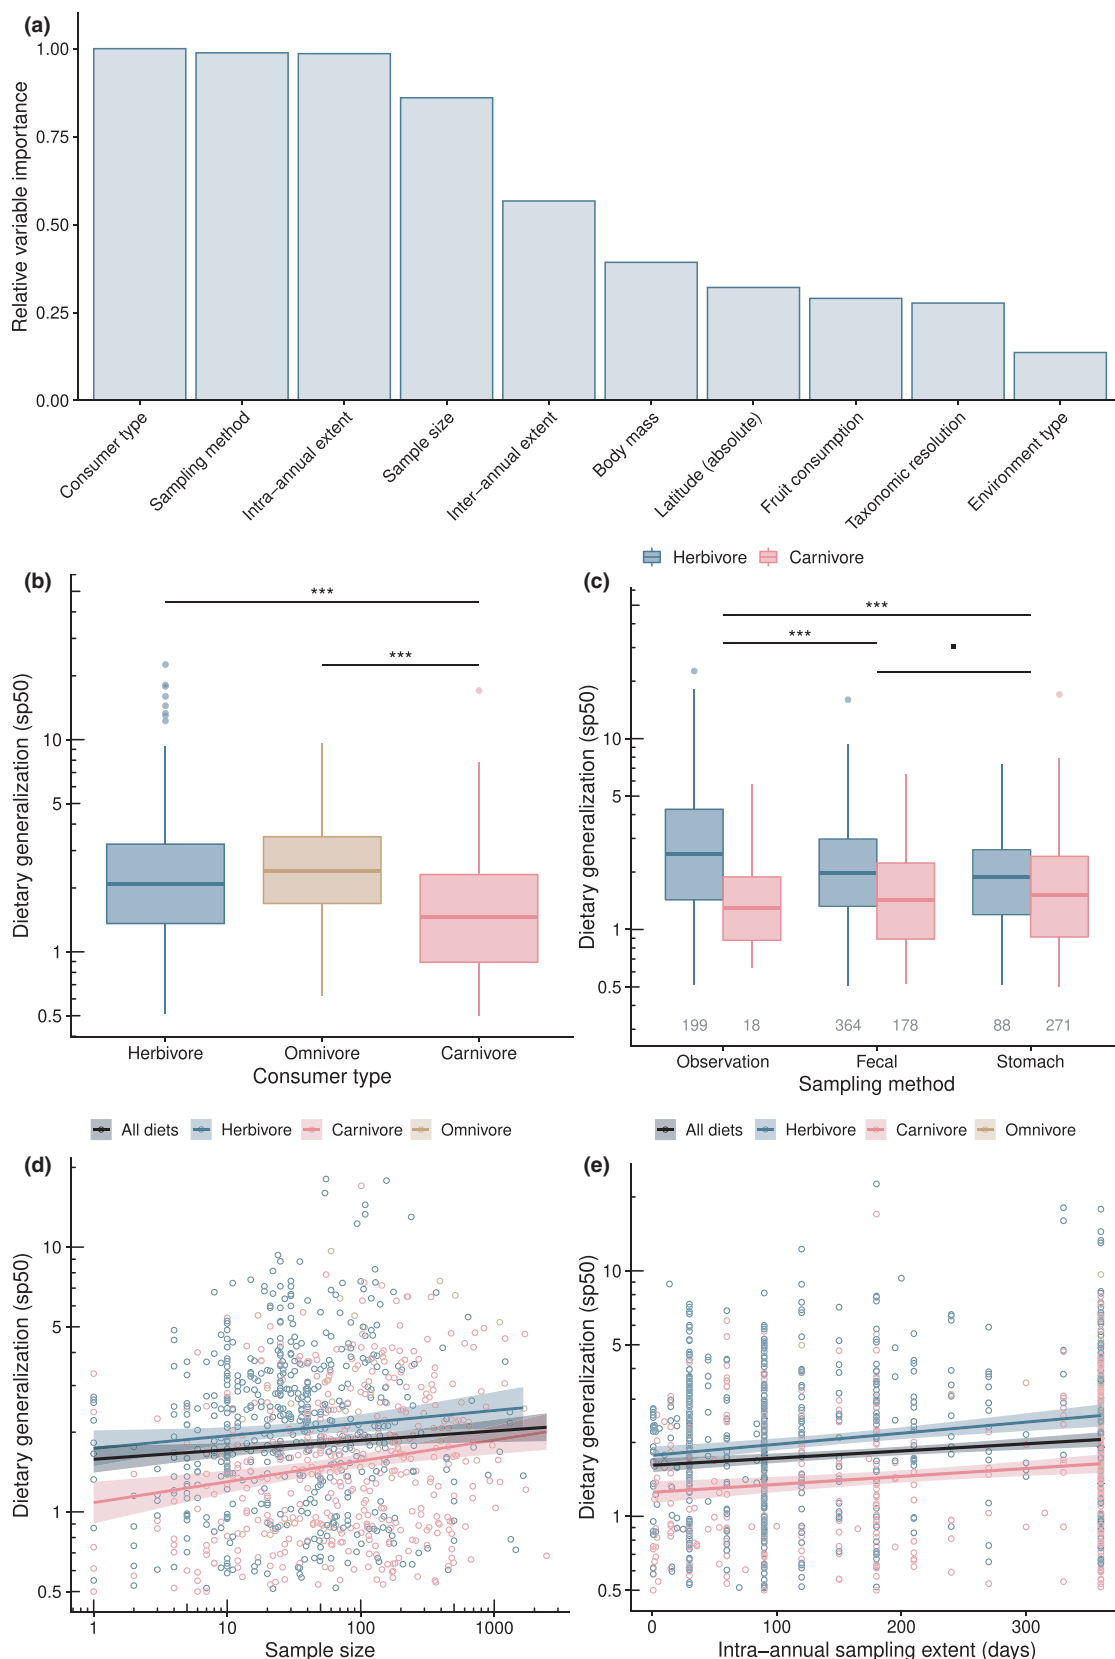 (a)
Relative variable importance
1.00
0.75
0.50
0.25
0.00
Consumer type
Sampling method
Intra−annual extent
Sample size
Inter−annual extent
Body mass
Latitude (absolute)
Fruit consumption
Taxonomic resolution
Environment type
(b)
Dietary generalization (sp50)
10
5
1
0.5
***
***
Herbivore
Omnivore
Carnivore
Consumer type
Herbivore Carnivore
(c)
Dietary generalization (sp50)
10
5
1
0.5
***
***
199 18 364 178 88 271
Observation
Fecal
Stomach
Sampling method
All diets Herbivore Carnivore Omnivore
(d)
Dietary generalization (sp50)
10
5
1
0.5
1 10 100 1000
Sample size
All diets Herbivore Carnivore Omnivore
(e)
Dietary generalization (sp50)
10
5
1
0.5
0 100 200 300
Intra−annual sampling extent (days)